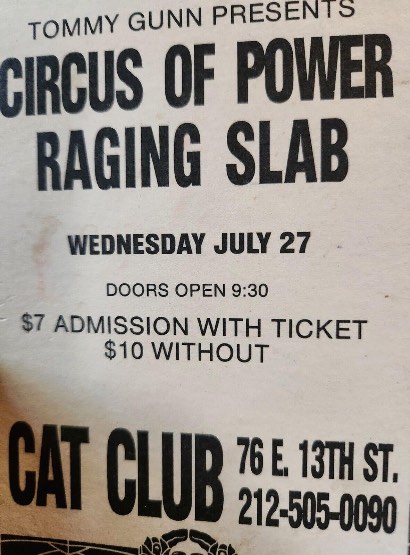 TOMMY GUNN PRESENTS
CIRCUS OF POWER
RAGING SLAB
WEDNESDAY JULY 27
DOORS OPEN 9:30
$7 ADMISSION WITH TICKET
$10 WITHOUT
CAT CLUB
76 E. 13TH ST.
212-505-0090